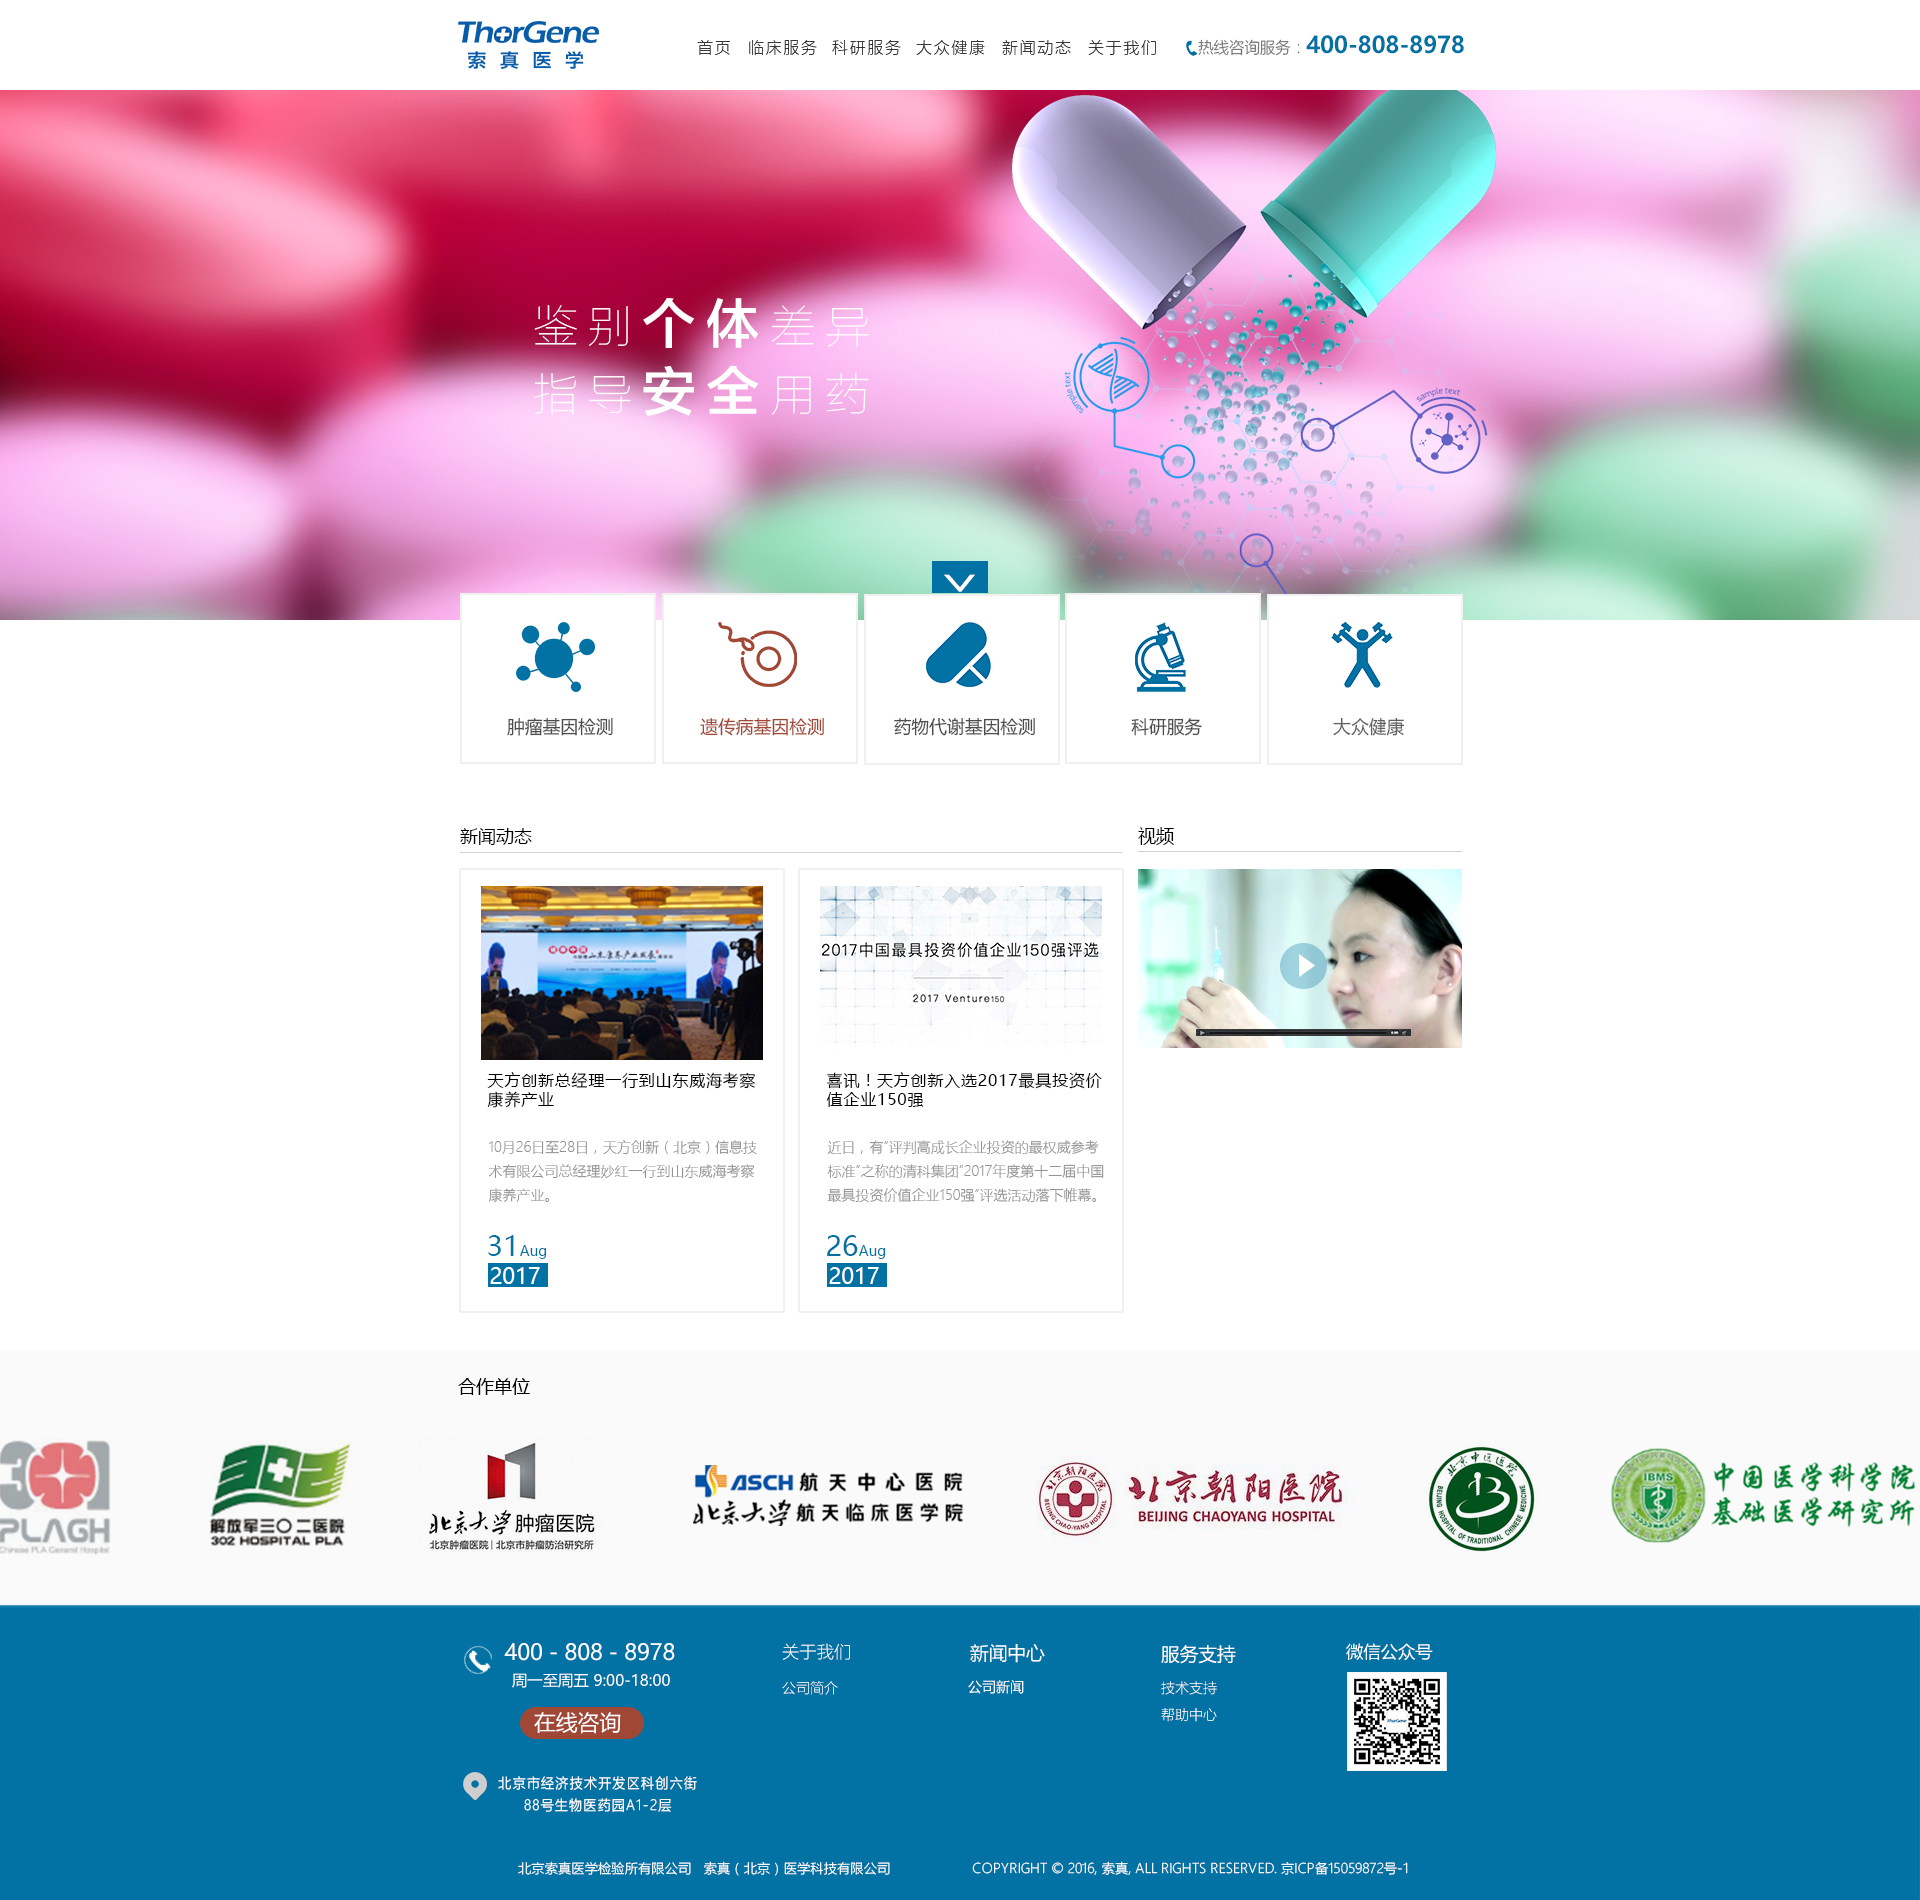 ThorGene
索真医学
首页 临床服务 科研服务 大众健康 新闻动态 关于我们 热线咨询服务：400-808-8978
鉴别个体差异
指导安全用药
sample text
sample text
肿瘤基因检测 遗传病基因检测 药物代谢基因检测 科研服务 大众健康
新闻动态
视频
山东康养产业发展
2017中国最具投资价值企业150强评选
2017 Venture150
天方创新总经理一行到山东威海考察
康养产业
10月26日至28日，天方创新（北京）信息技
术有限公司总经理妙红一行到山东威海考察
康养产业。
31Aug
2017
喜讯！天方创新入选2017最具投资价
值企业150强
近日，有“评判高成长企业投资的最权威参考
标准”之称的清科集团“2017年度第十二届中国
最具投资价值企业150强”评选活动落下帷幕。
26Aug
2017
合作单位
301
PLAGH
Chinese PLA General Hospital
解放军三〇二医院
302 HOSPITAL PLA
北京大学肿瘤医院
北京肿瘤医院|北京市肿瘤防治研究所
ASCH 航天中心医院
北京大学航天临床医学院
北京朝阳医院
BEIJING CHAO-YANG HOSPITAL
北京朝阳医院
BEIJING CHAOYANG HOSPITAL
北京中医医院
BEIJING HOSPITAL OF TRADITIONAL CHINESE MEDICINE
IBMS
中国医学科学院
基础医学研究所
400 - 808 - 8978
周一至周五 9:00-18:00
在线咨询
北京市经济技术开发区科创六街
88号生物医药园A1-2层
关于我们
公司简介
新闻中心
公司新闻
服务支持
技术支持
帮助中心
微信公众号
ThorGene
北京索真医学检验所有限公司 索真（北京）医学科技有限公司 COPYRIGHT © 2016, 索真, ALL RIGHTS RESERVED. 京ICP备15059872号-1